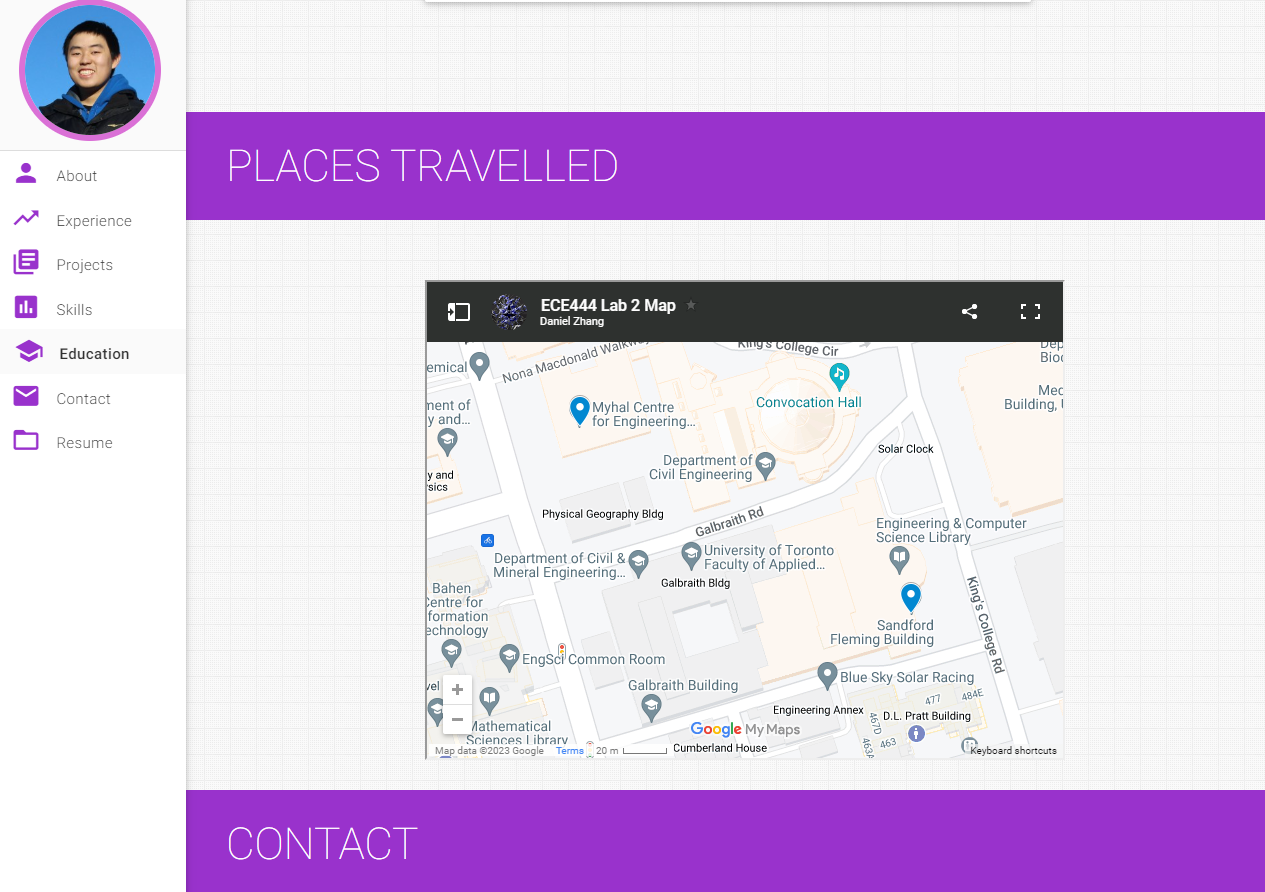 About
Experience
Projects
Skills
Education
Contact
Resume
PLACES TRAVELLED
ECE444 Lab 2 Map
Daniel Zhang
King's College Cir
Nona Macdonald Walkway
emical
Convocation Hall
Building, U
Myhal Centre
for Engineering...
ment of
y and...
Solar Clock
Department of
Civil Engineering
y and
sics
Physical Geography Bldg
Galbraith Rd
Engineering & Computer
Science Library
University of Toronto
Faculty of Applied...
Department of Civil &
Mineral Engineering...
Galbraith Bldg
King's College Rd
Bahen
Centre for
formation
echnology
Sandford
Fleming Building
EngSci Common Room
Blue Sky Solar Racing
Galbraith Building
vel
+
−
477
484E
Engineering Annex
D.L. Pratt Building
467D
463
463A
Mathematical
Sciences Library
Google My Maps
Cumberland House
Map data ©2023 Google
Terms
20 m
Keyboard shortcuts
CONTACT